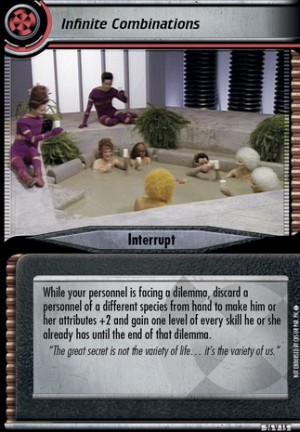 Infinite Combinations
Interrupt
While your personnel is facing a dilemma, discard a
personnel of a different species from hand to make him or
her attributes +2 and gain one level of every skill he or she
already has until the end of that dilemma.
"The great secret is not the variety of life... it's the variety of us."
26 V 15